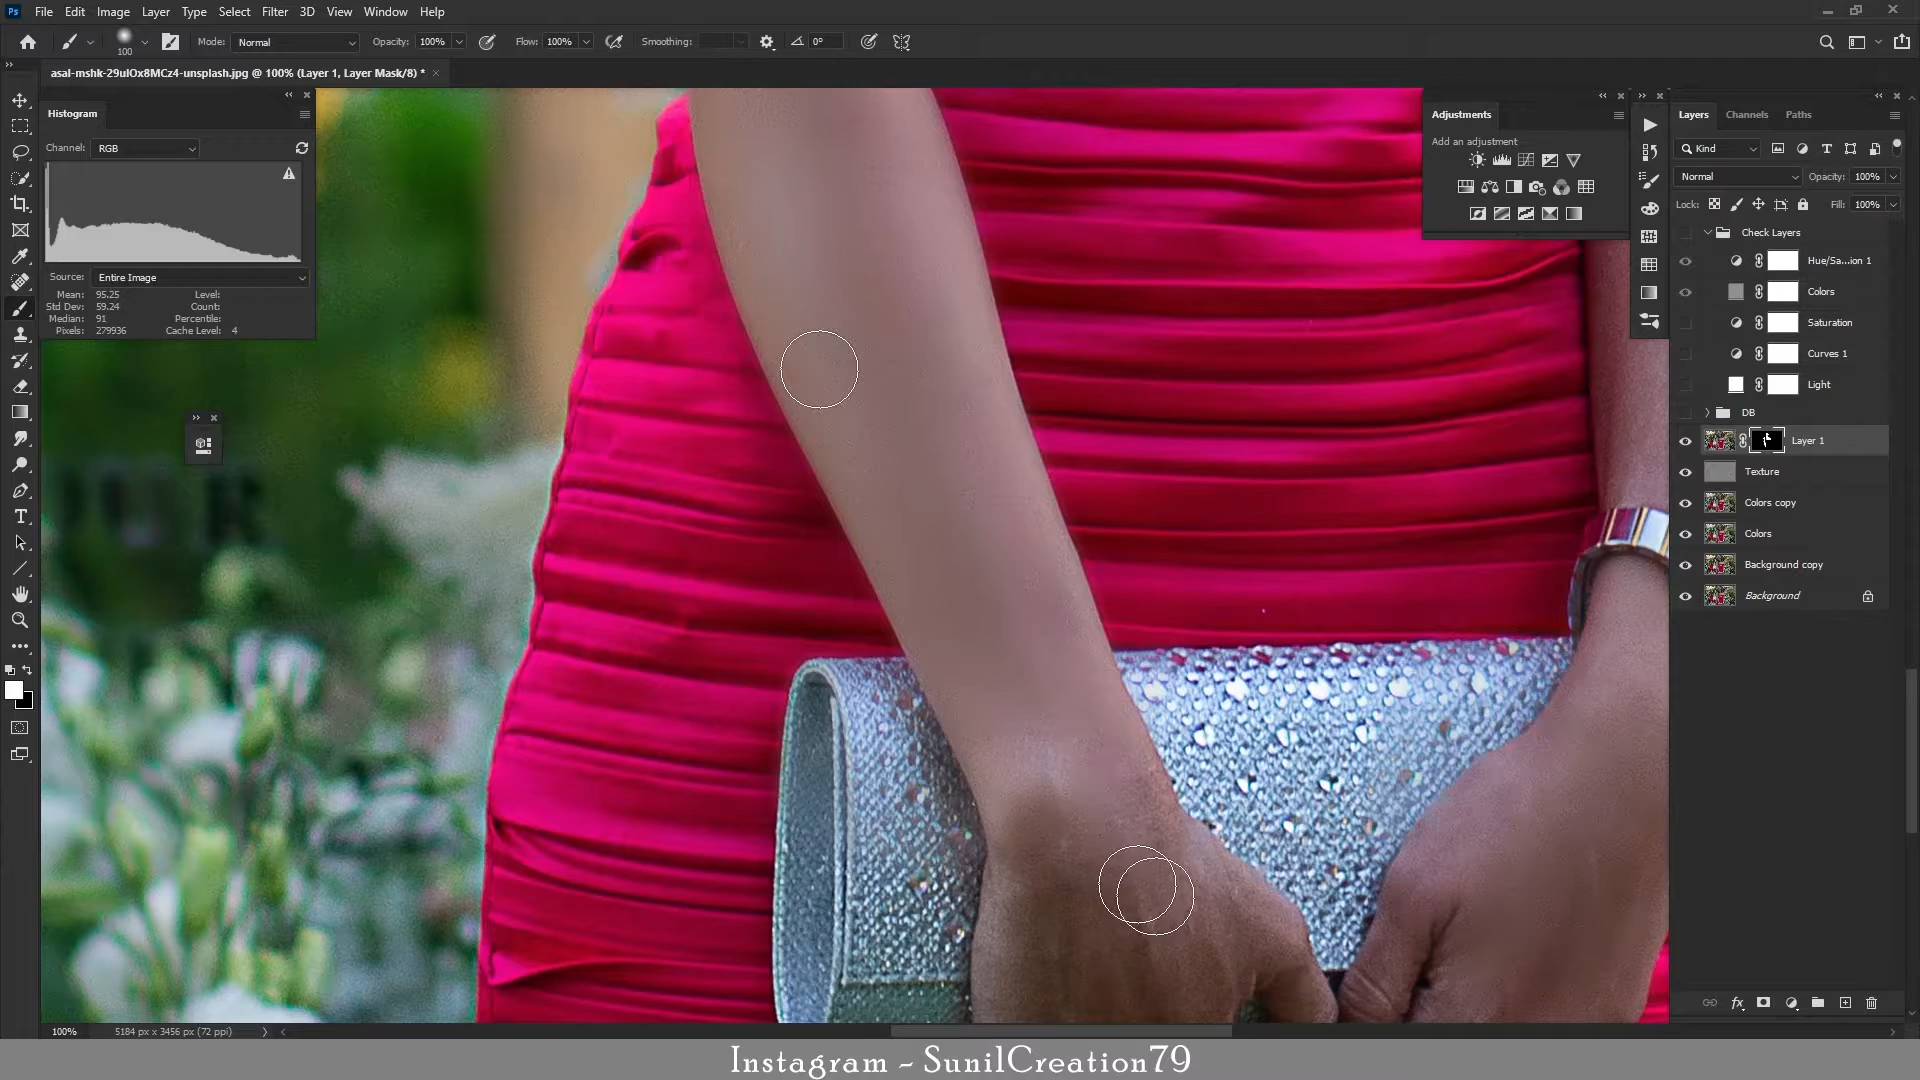 Ps File Edit Image Layer Type Select Filter 3D View Window Help
100 Mode: Normal Opacity: 100% Flow: 100% Smoothing: 0°
asal-mshk-29ulOx8MCz4-unsplash.jpg @ 100% (Layer 1, Layer Mask/8) *
Histogram
Channel: RGB
Source: Entire Image
Mean: 95.25 Level:
Std Dev: 59.24 Count:
Median: 91 Percentile:
Pixels: 279936 Cache Level: 4
Adjustments
Add an adjustment
Layers Channels Paths
Kind
Normal Opacity: 100%
Lock: Fill: 100%
Check Layers
Hue/Sa...ion 1
Colors
Saturation
Curves 1
Light
DB
Layer 1
Texture
Colors copy
Colors
Background copy
Background
fx
100% 5184 px x 3456 px (72 ppi)
Instagram - SunilCreation79